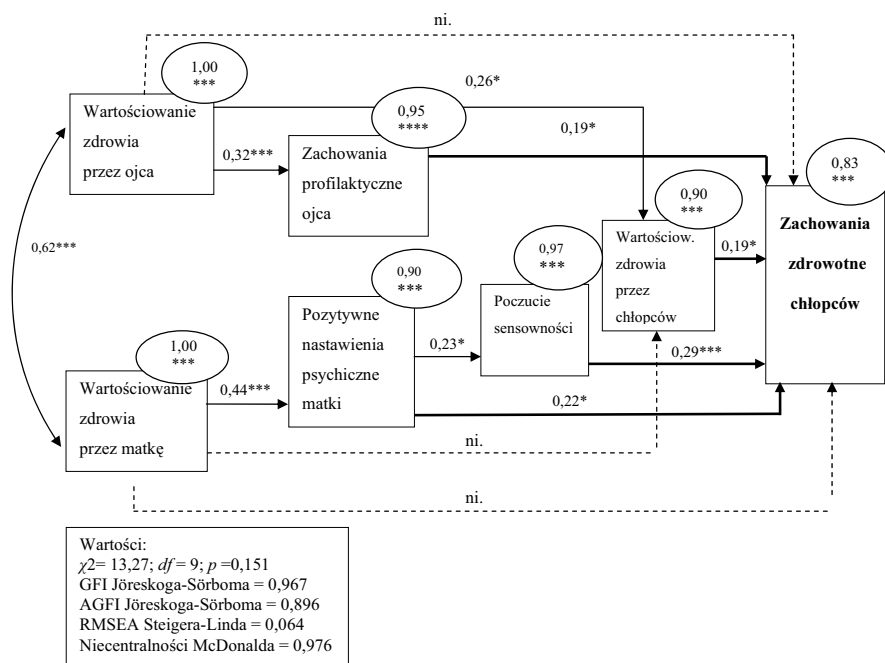 ni.
1,00
***
0,26*
Wartościowanie
zdrowia
przez ojca
0,95
****
0,19*
0,32***
Zachowania
profilaktyczne
ojca
0,83
***
0,90
***
Zachowania
zdrowotne
chłopców
0,62***
Wartościow.
zdrowia
przez
chłopców
0,19*
0,97
***
0,90
***
Poczucie
sensowności
Pozytywne
nastawienia
psychiczne
matki
0,23*
0,29***
1,00
***
Wartościowanie
zdrowia
przez matkę
0,44***
0,22*
ni.
ni.
Wartości:
χ2= 13,27; df = 9; p =0,151
GFI Jöreskoga-Sörboma = 0,967
AGFI Jöreskoga-Sörboma = 0,896
RMSEA Steigera-Linda = 0,064
Niecentralności McDonalda = 0,976